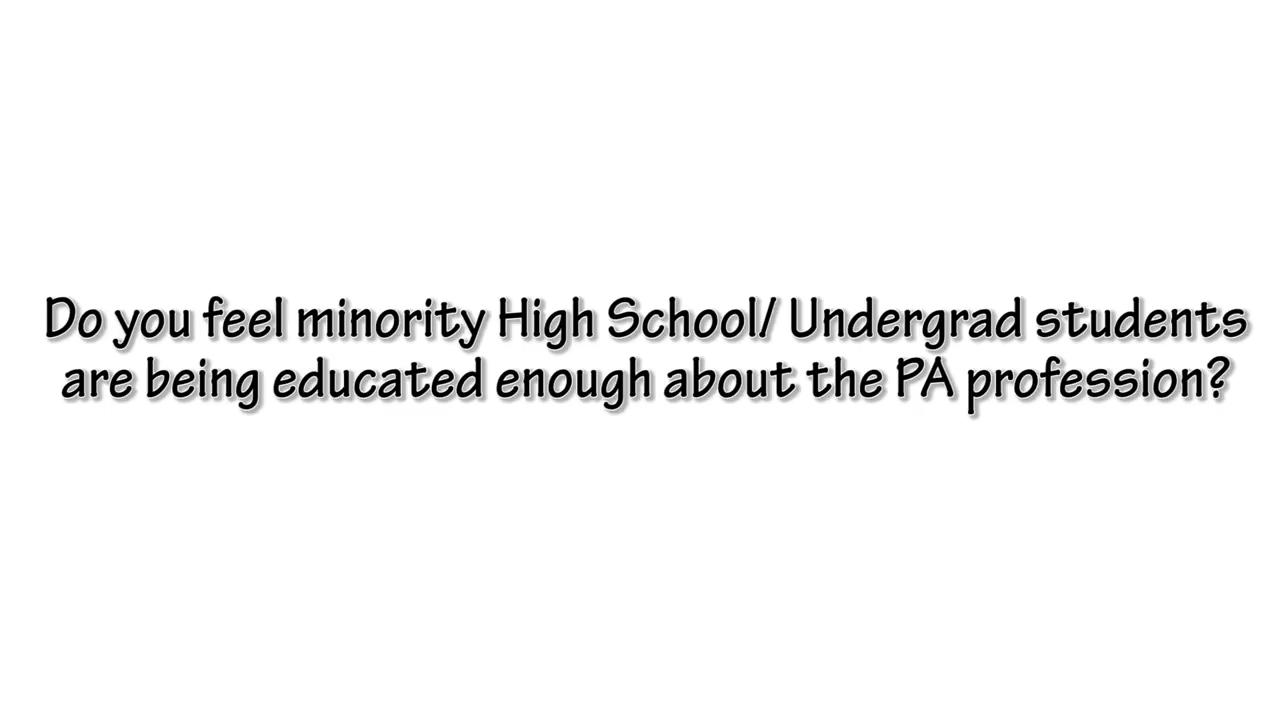 Do you feel minority High School/ Undergrad students
are being educated enough about the PA profession?